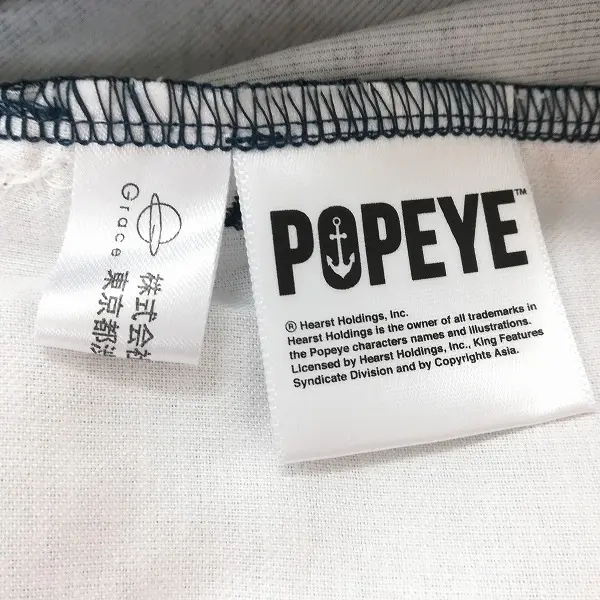 Grace
株式会社
東京都
POPEYE™
® Hearst Holdings, Inc.
Hearst Holdings is the owner of all trademarks in
the Popeye characters names and illustrations.
Licensed by Hearst Holdings, Inc., King Features
Syndicate Division and by Copyrights Asia.